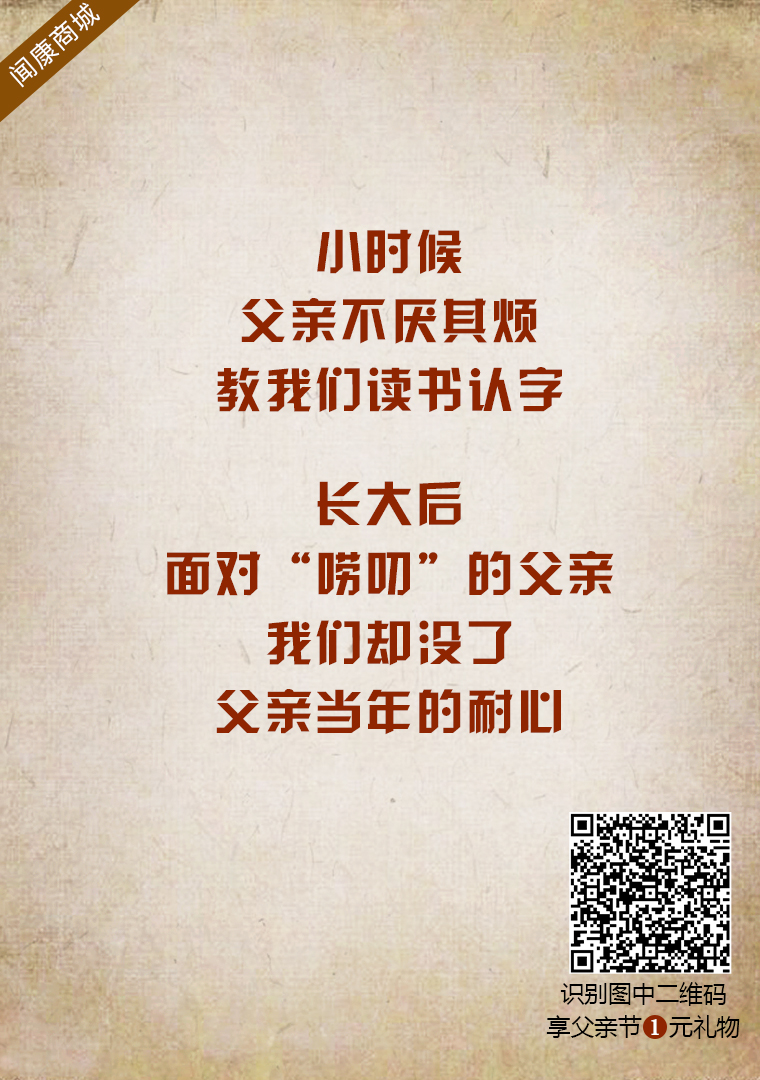 闻康商城
小时候
父亲不厌其烦
教我们读书认字
长大后
面对“唠叨”的父亲
我们却没了
父亲当年的耐心
识别图中二维码
享父亲节1元礼物